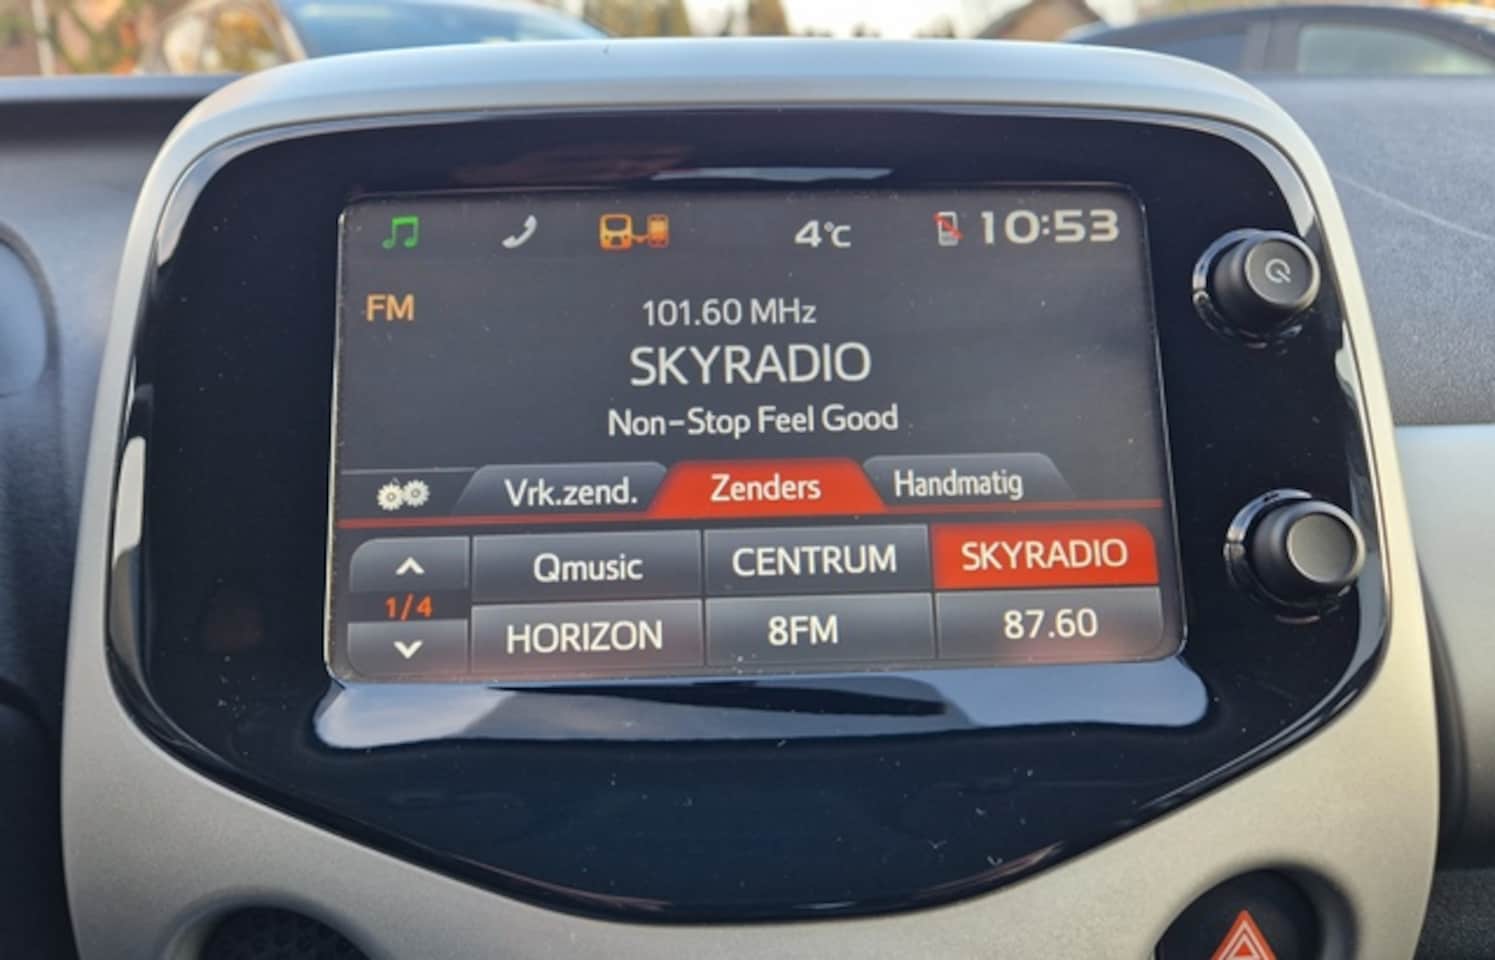 4°C 10:53
FM
101.60 MHz
SKYRADIO
Non-Stop Feel Good
Vrk.zend. Zenders Handmatig
Qmusic CENTRUM SKYRADIO
1/4
HORIZON 8FM 87.60